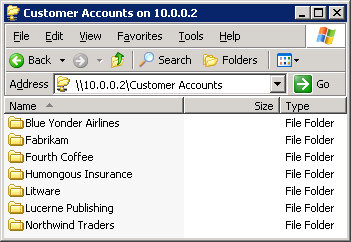 Customer Accounts on 10.0.0.2
File Edit View Favorites Tools Help
Back Search Folders
Address \\10.0.0.2\Customer Accounts Go
Name Size Type
Blue Yonder Airlines File Folder
Fabrikam File Folder
Fourth Coffee File Folder
Humongous Insurance File Folder
Litware File Folder
Lucerne Publishing File Folder
Northwind Traders File Folder